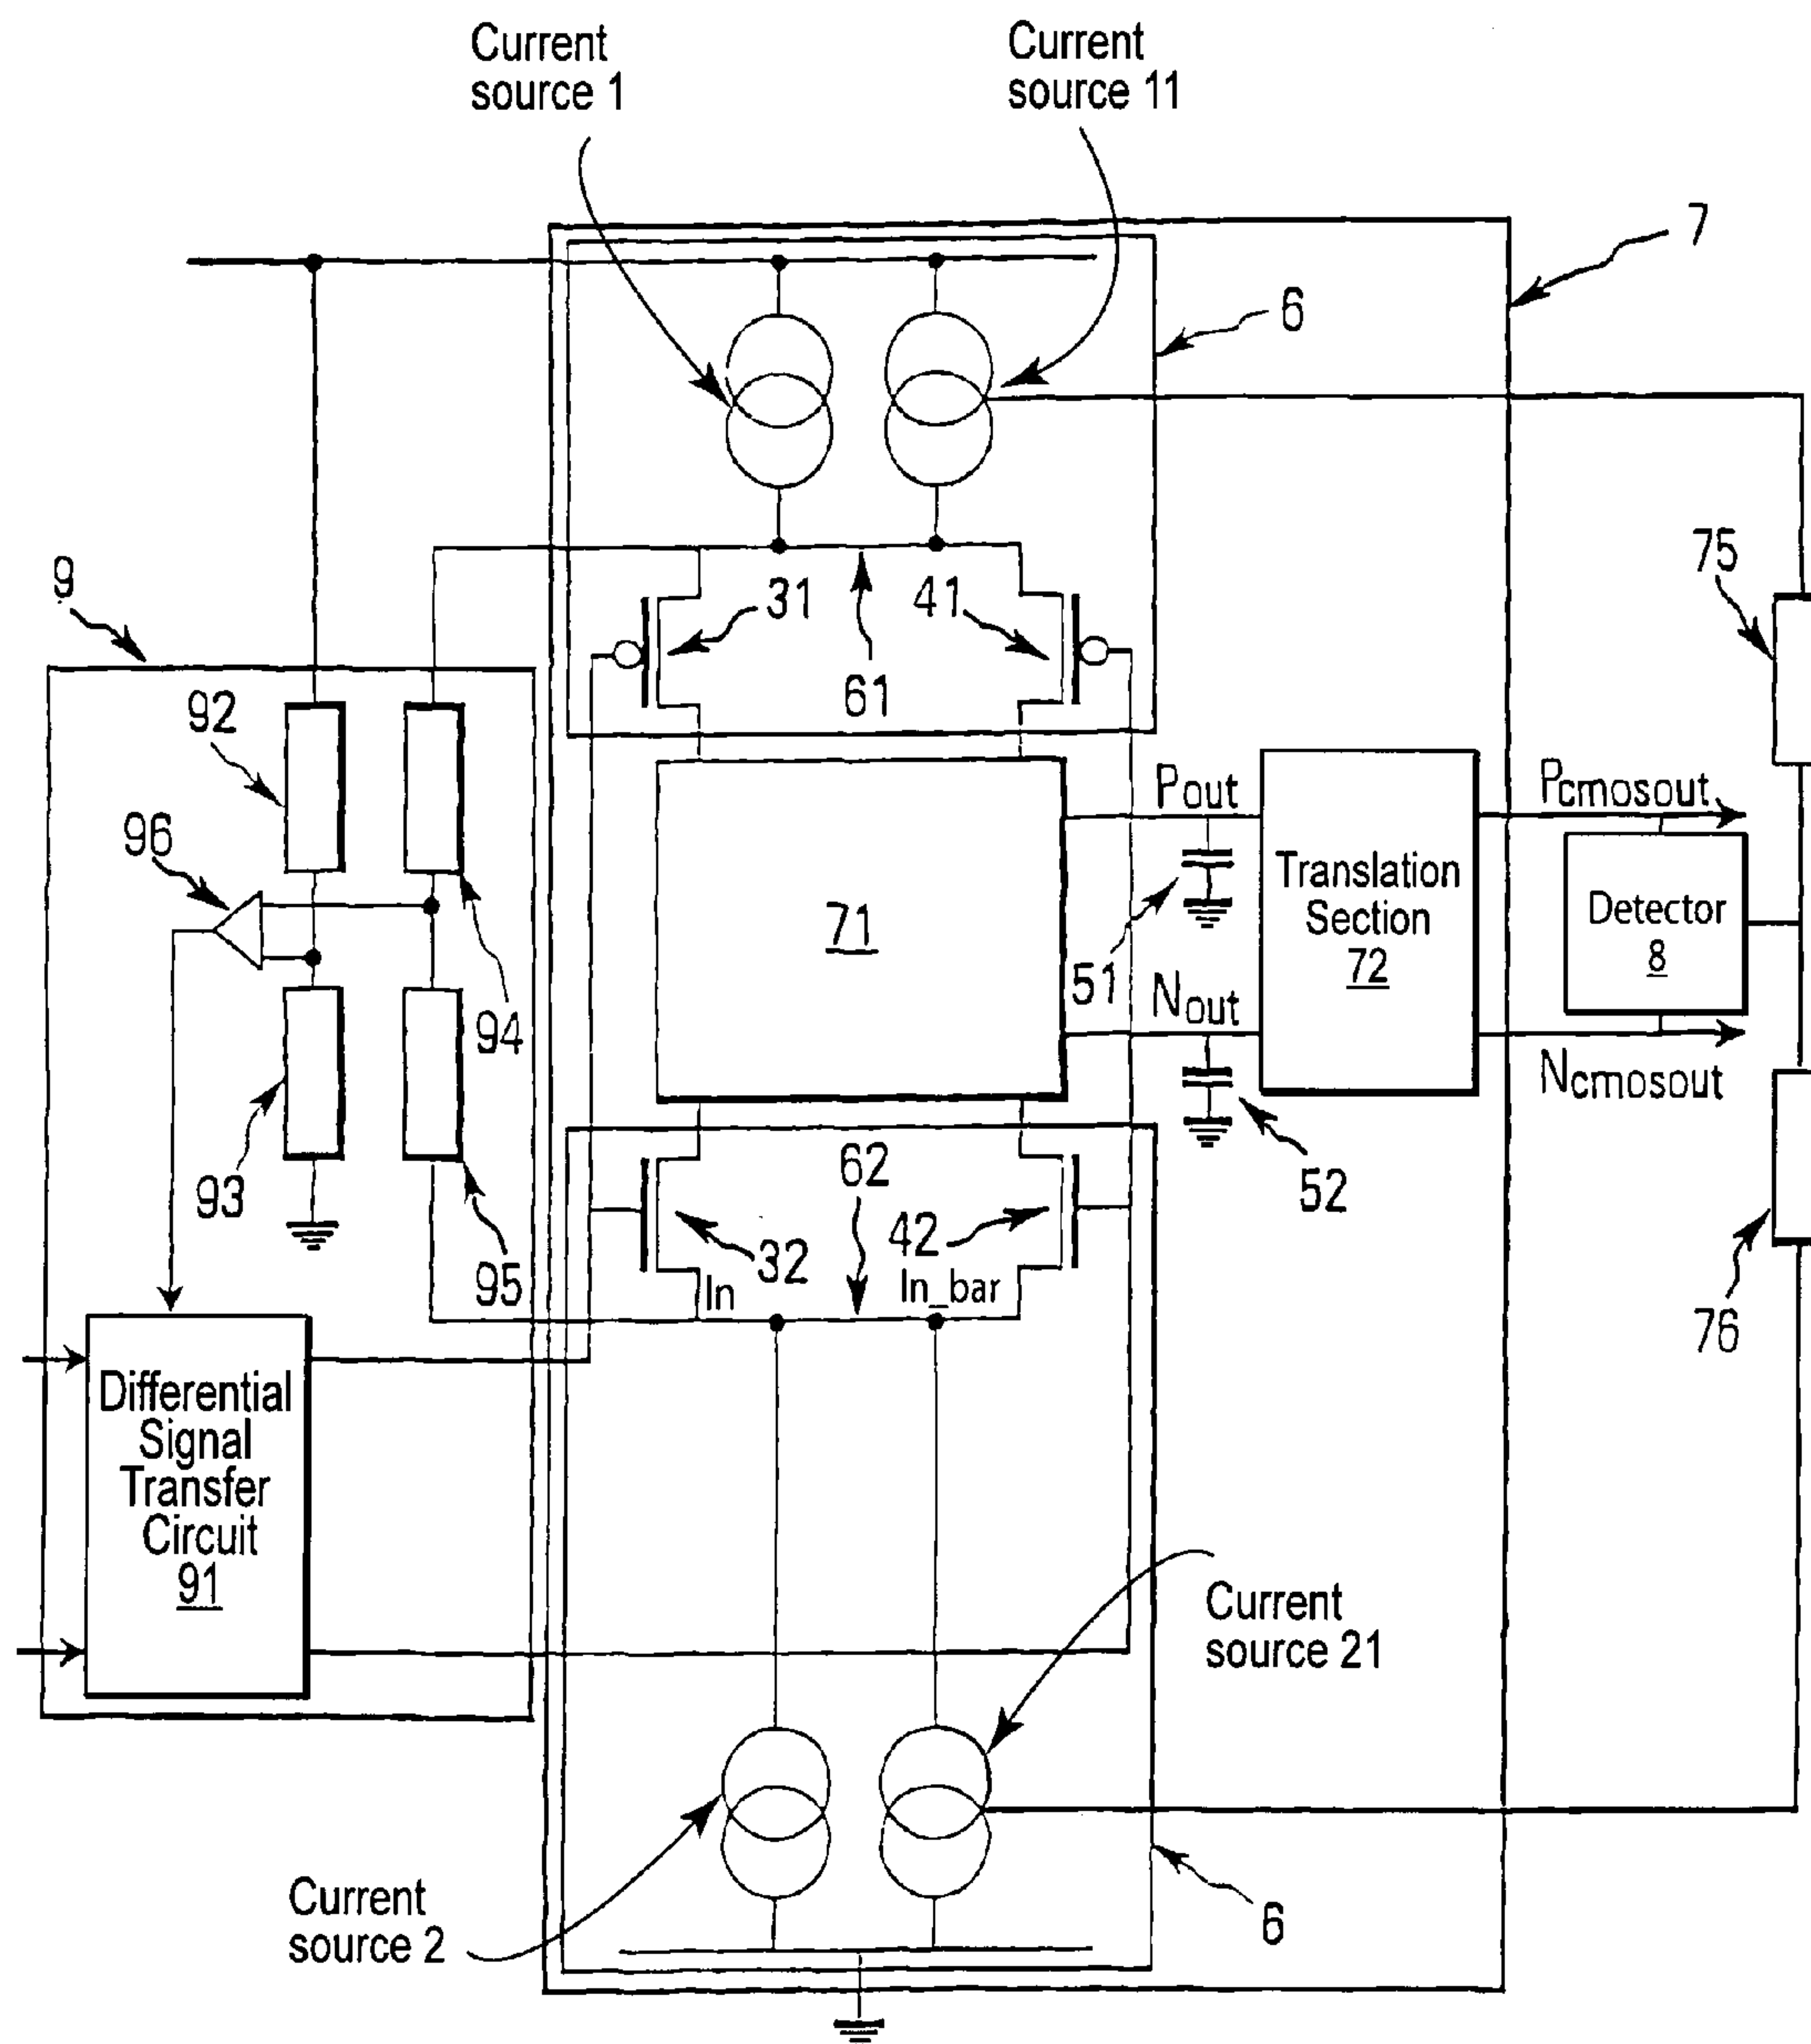 Current
source 1
Current
source 11
7
6
9
75
31
41
61
92
96
Pout
Pcmosout
Translation
Section
72
Detector
8
71
51
94
Nout
Ncmosout
93
62
52
95
32
42
In
In_bar
76
Differential
Signal
Transfer
Circuit
91
Current
source 21
Current
source 2
6